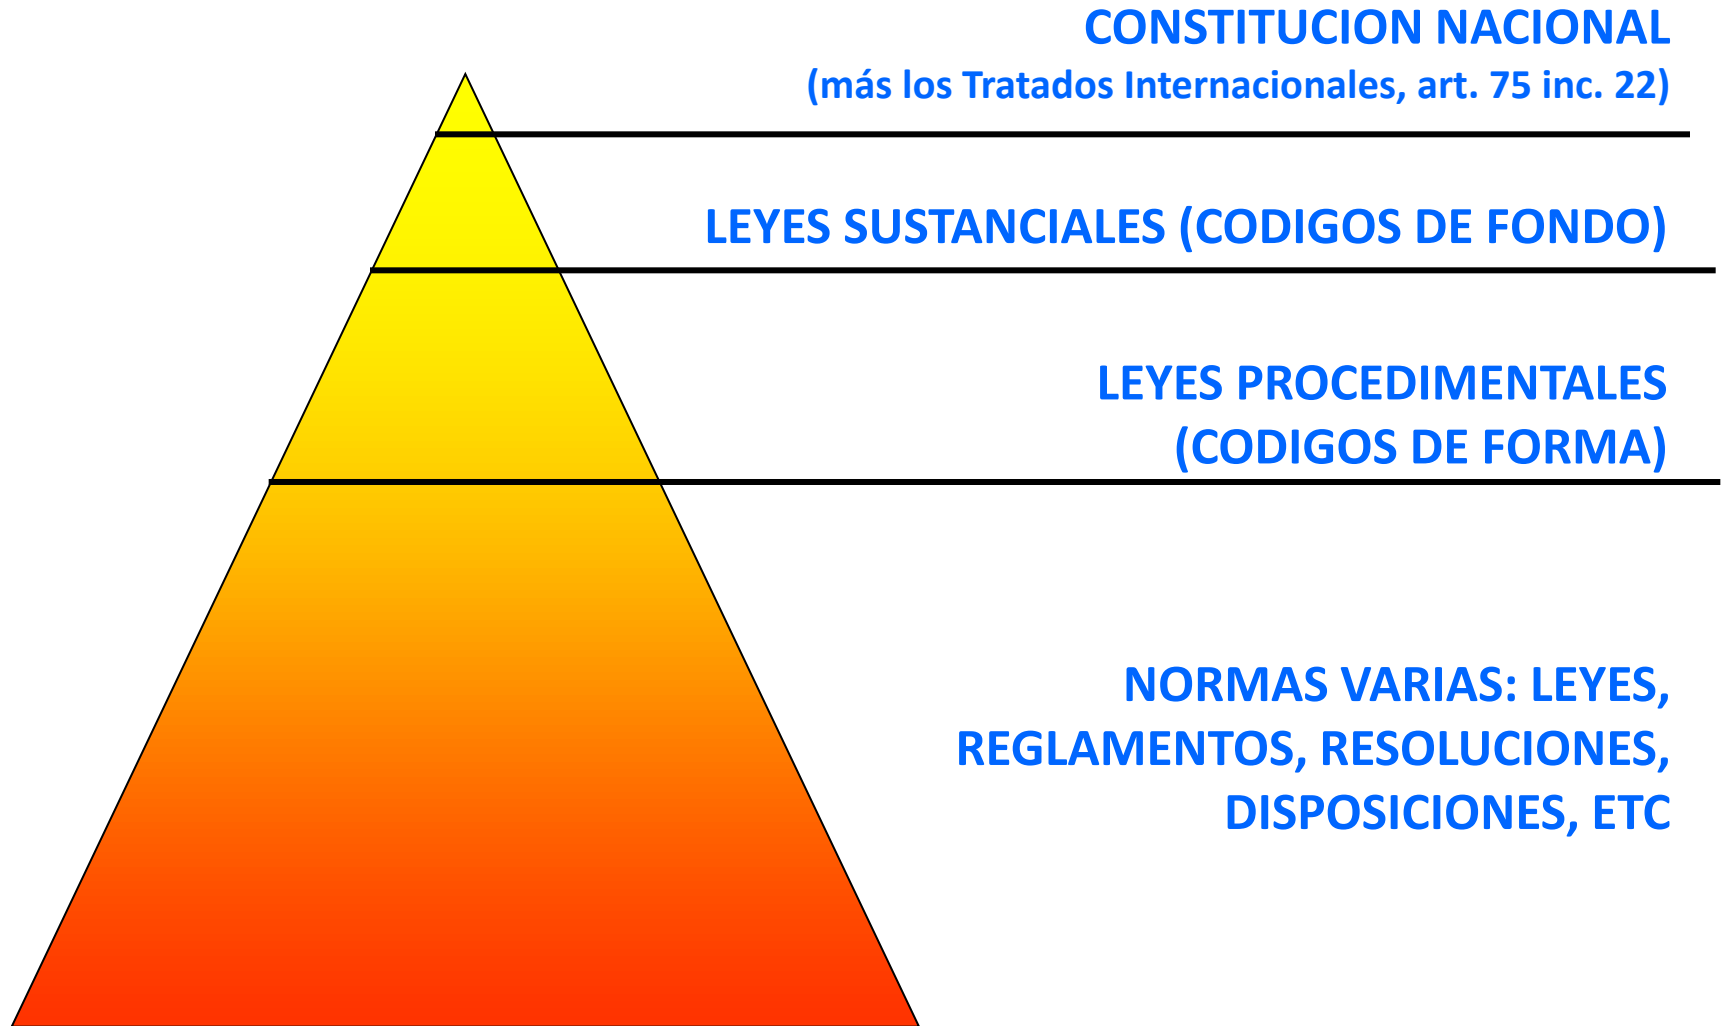 CONSTITUCION NACIONAL
(más los Tratados Internacionales, art. 75 inc. 22)
LEYES SUSTANCIALES (CODIGOS DE FONDO)
LEYES PROCEDIMENTALES
(CODIGOS DE FORMA)
NORMAS VARIAS: LEYES,
REGLAMENTOS, RESOLUCIONES,
DISPOSICIONES, ETC